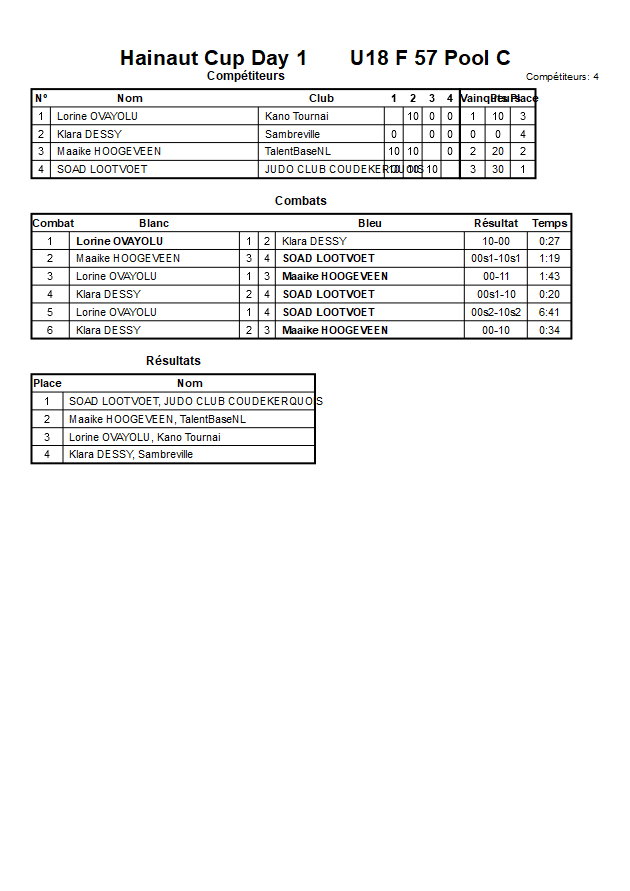 Hainaut Cup Day 1 U18 F 57 Pool C
Compétiteurs Compétiteurs: 4
Nº Nom Club 1 2 3 4 Vainqueurs Pts Place
1 Lorine OVAYOLU Kano Tournai 10 0 0 1 10 3
2 Klara DESSY Sambreville 0 0 0 0 0 4
3 Maaike HOOGEVEEN TalentBaseNL 10 10 0 2 20 2
4 SOAD LOOTVOET JUDO CLUB COUDEKERQUOIS 10 10 10 3 30 1
Combats
Combat Blanc Bleu Résultat Temps
1 Lorine OVAYOLU 1 2 Klara DESSY 10-00 0:27
2 Maaike HOOGEVEEN 3 4 SOAD LOOTVOET 00s1-10s1 1:19
3 Lorine OVAYOLU 1 3 Maaike HOOGEVEEN 00-11 1:43
4 Klara DESSY 2 4 SOAD LOOTVOET 00s1-10 0:20
5 Lorine OVAYOLU 1 4 SOAD LOOTVOET 00s2-10s2 6:41
6 Klara DESSY 2 3 Maaike HOOGEVEEN 00-10 0:34
Résultats
Place Nom
1 SOAD LOOTVOET, JUDO CLUB COUDEKERQUOIS
2 Maaike HOOGEVEEN, TalentBaseNL
3 Lorine OVAYOLU, Kano Tournai
4 Klara DESSY, Sambreville